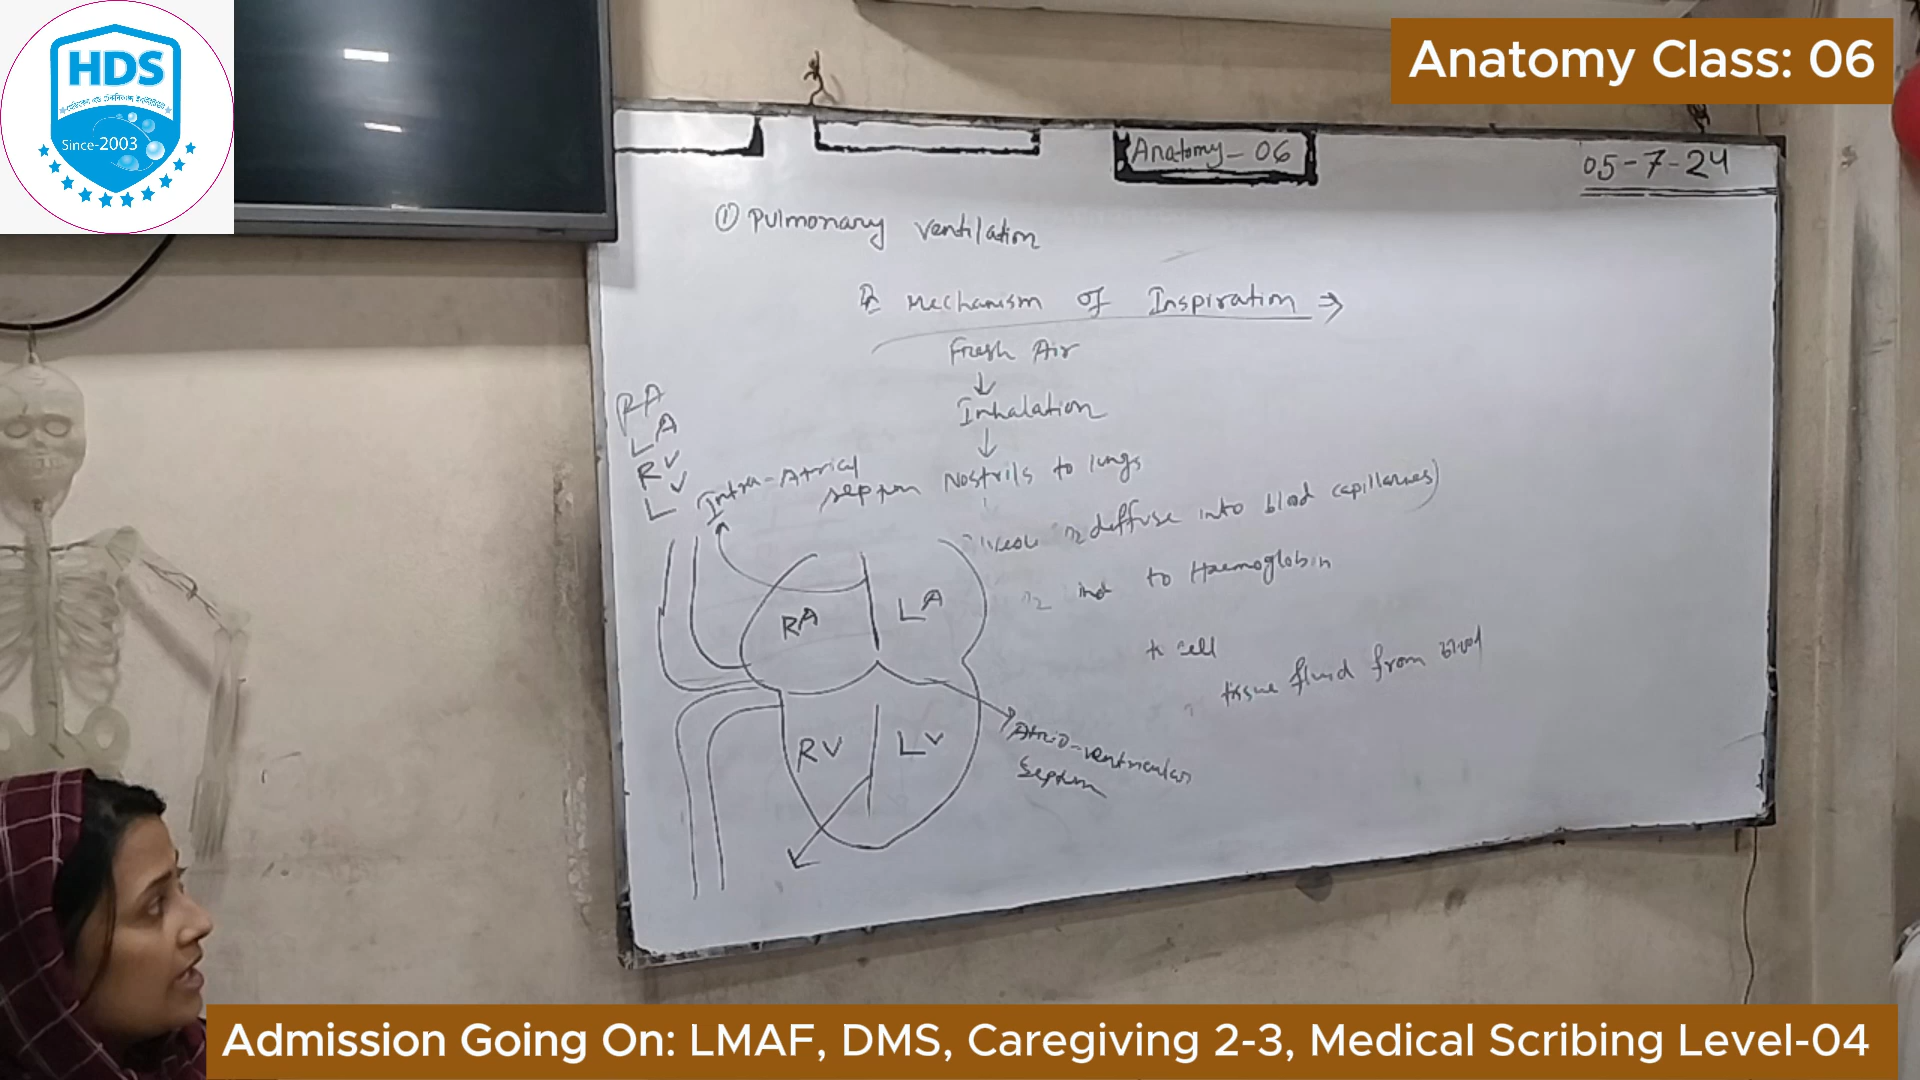 HDS
Since-2003
Anatomy Class: 06
Anatomy - 06
05-7-24
① Pulmonary ventilation
Mechanism of Inspiration ⇒
Fresh Air
↓
Inhalation
↓
Nostrils to lungs
diffuse into blood capillaries)
to Haemoglobin
to cell
tissue fluid from blood
RA
LA
RV
LV
Intra-Atrial
septum
RA
LA
RV
LV
Atrio-ventricular
Septum
Admission Going On: LMAF, DMS, Caregiving 2-3, Medical Scribing Level-04